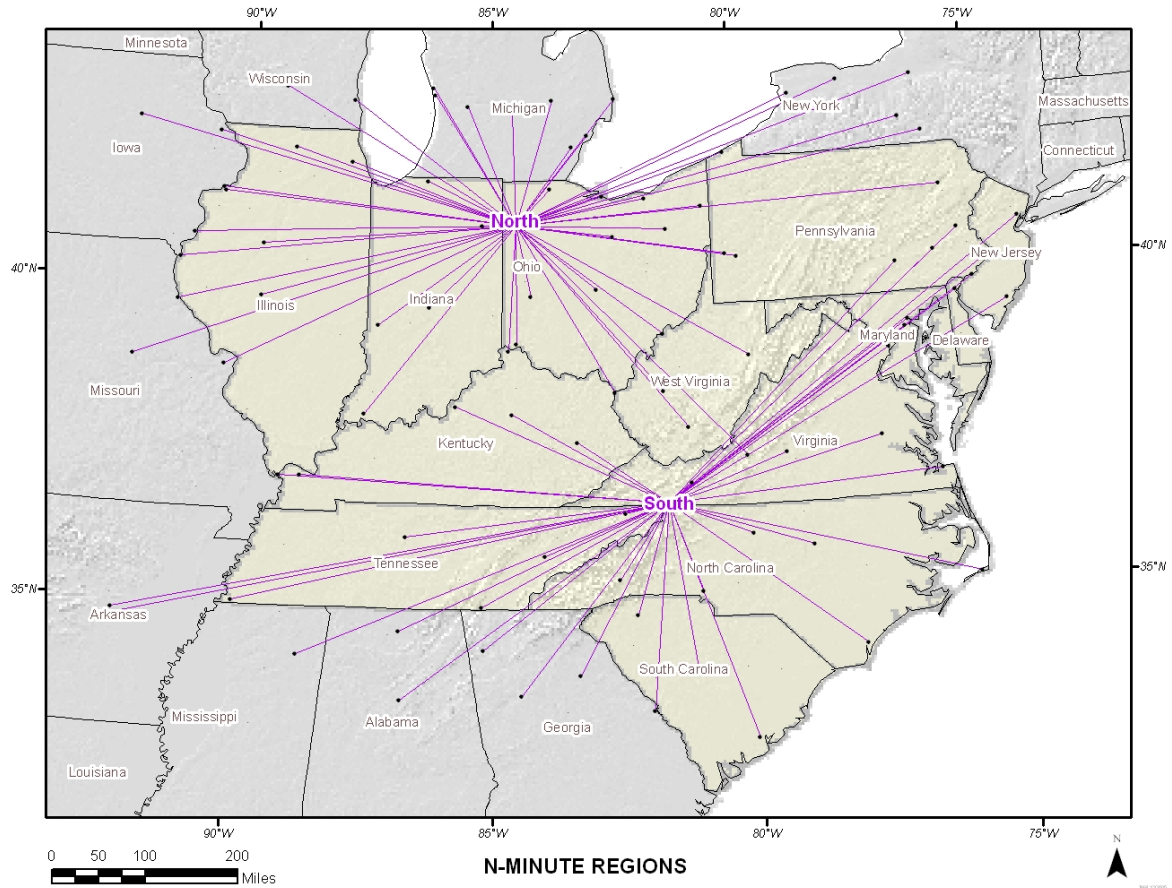 90°W 85°W 80°W 75°W
Minnesota
Wisconsin
Michigan
New York
Massachusetts
Iowa
Connecticut
North
Pennsylvania
40°N
New Jersey
40°N
Ohio
Illinois
Indiana
Maryland
Delaware
Missouri
West Virginia
Kentucky
Virginia
South
35°N
Tennessee
North Carolina
35°N
Arkansas
South Carolina
Mississippi
Alabama
Georgia
Louisiana
90°W 85°W 80°W 75°W
0 50 100 200
Miles
N-MINUTE REGIONS
N